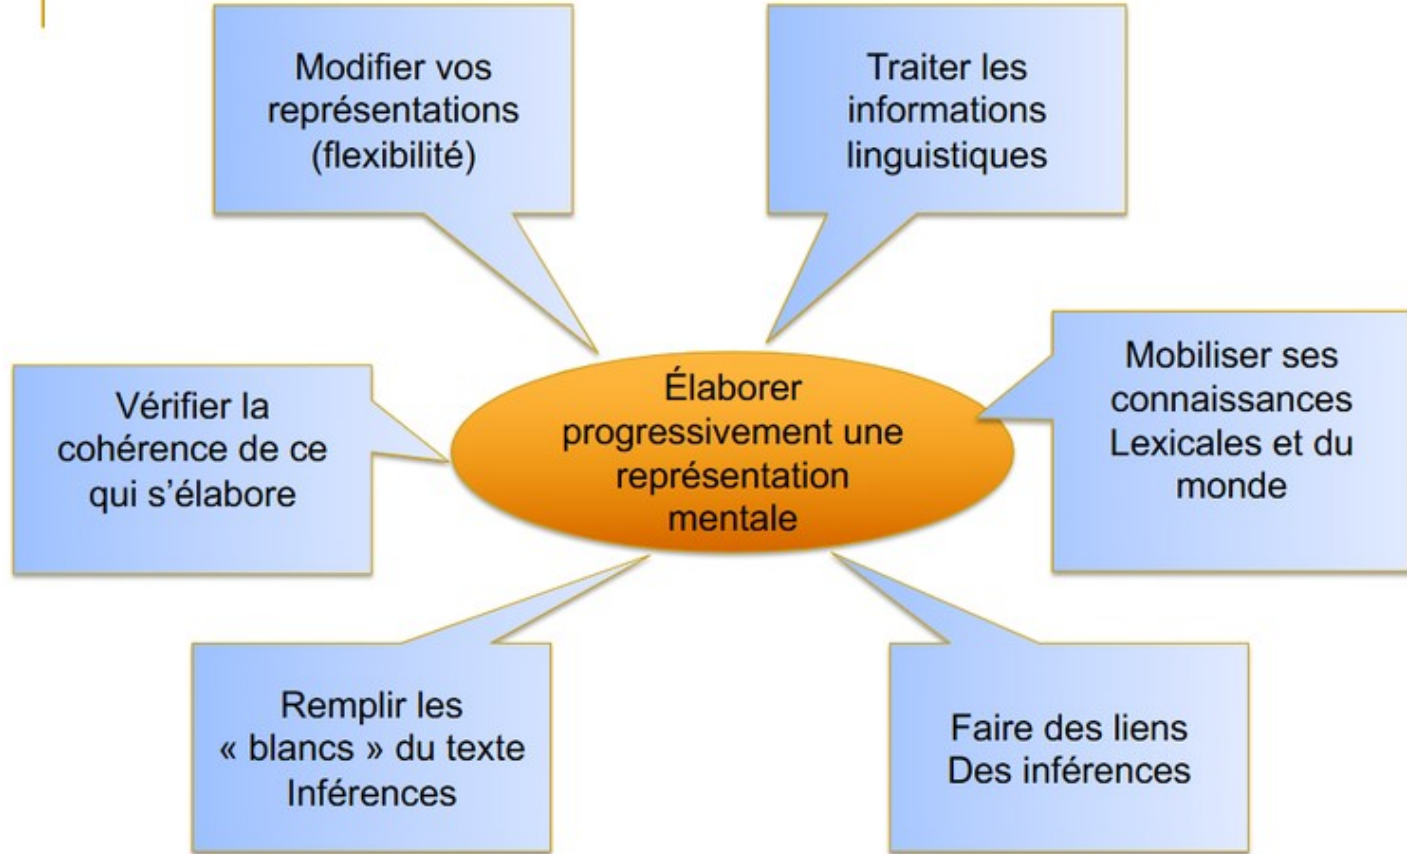 Modifier vos
représentations
(flexibilité)
Traiter les
informations
linguistiques
Vérifier la
cohérence de ce
qui s’élabore
Élaborer
progressivement une
représentation
mentale
Mobiliser ses
connaissances
Lexicales et du
monde
Remplir les
« blancs » du texte
Inférences
Faire des liens
Des inférences